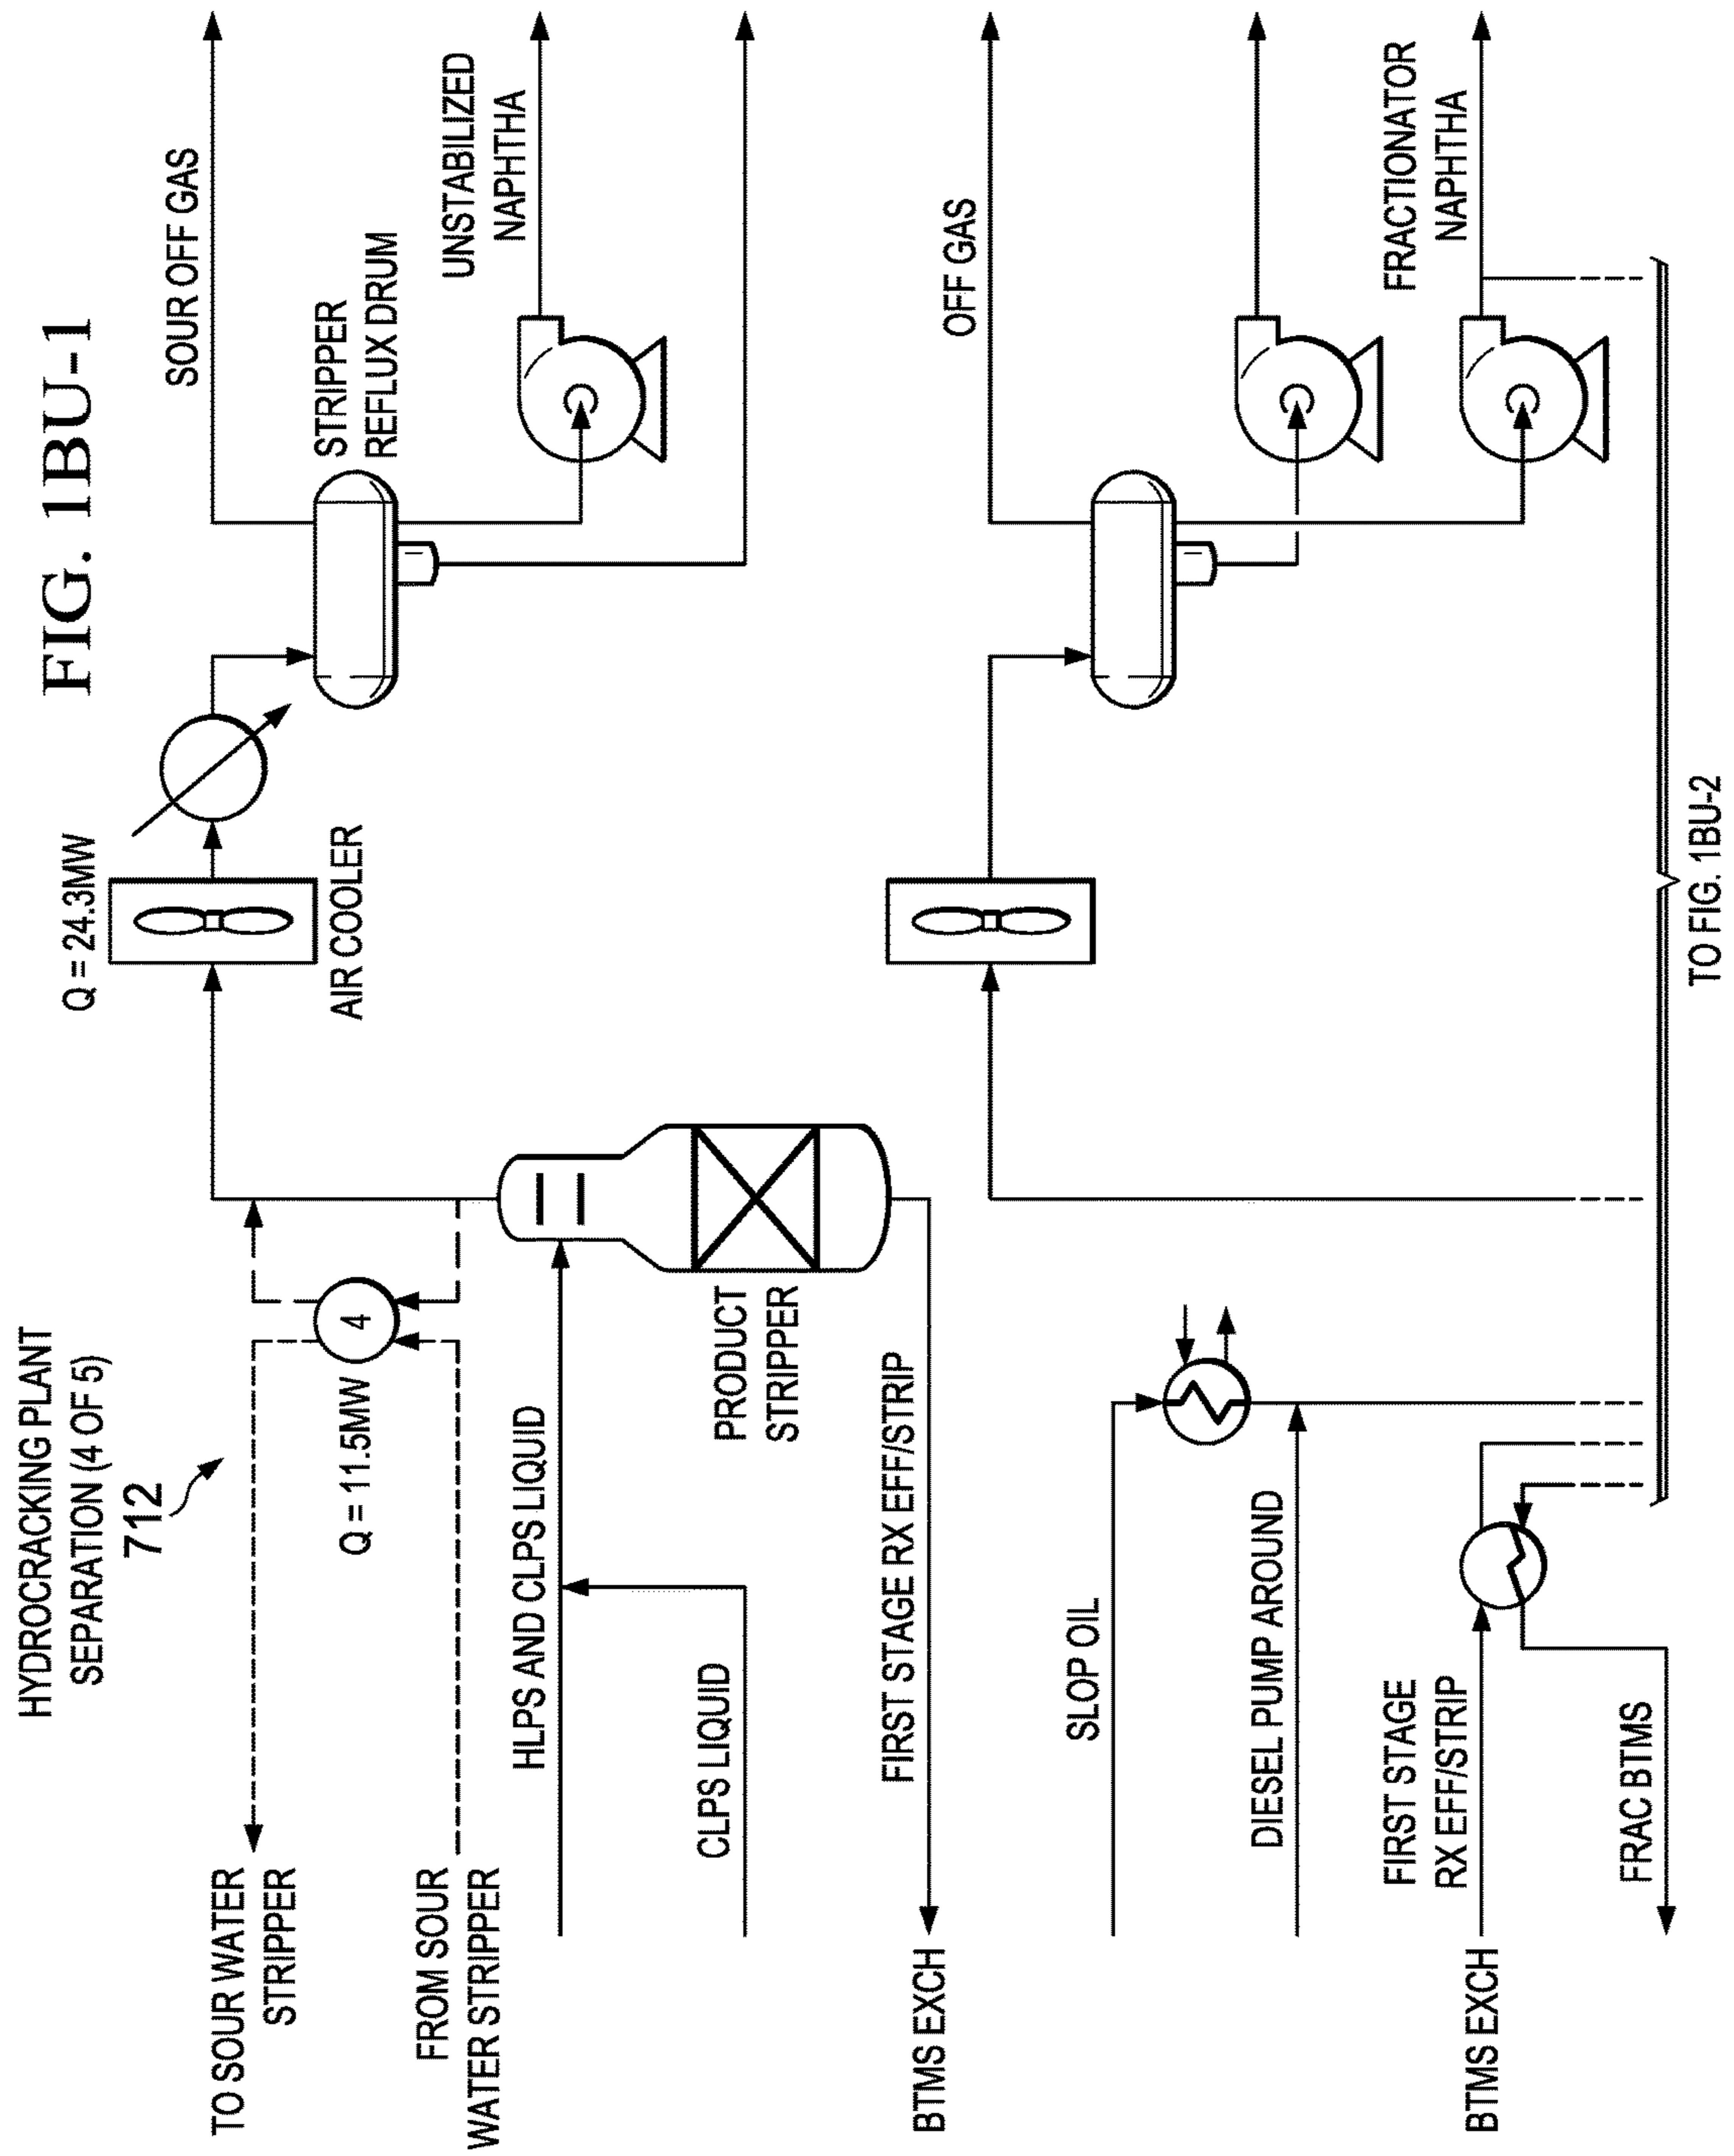 FIG. 1BU-1
HYDROCRACKING PLANT
SEPARATION (4 OF 5)
712
Q = 24.3MW
AIR COOLER
SOUR OFF GAS
TO SOUR WATER
STRIPPER
4
Q = 11.5MW
STRIPPER
REFLUX DRUM
FROM SOUR
WATER STRIPPER
UNSTABILIZED
NAPHTHA
HLPS AND CLPS LIQUID
CLPS LIQUID
PRODUCT
STRIPPER
FIRST STAGE RX EFF/STRIP
BTMS EXCH
OFF GAS
SLOP OIL
DIESEL PUMP AROUND
FIRST STAGE
RX EFF/STRIP
BTMS EXCH
FRACTIONATOR
NAPHTHA
FRAC BTMS
TO FIG. 1BU-2